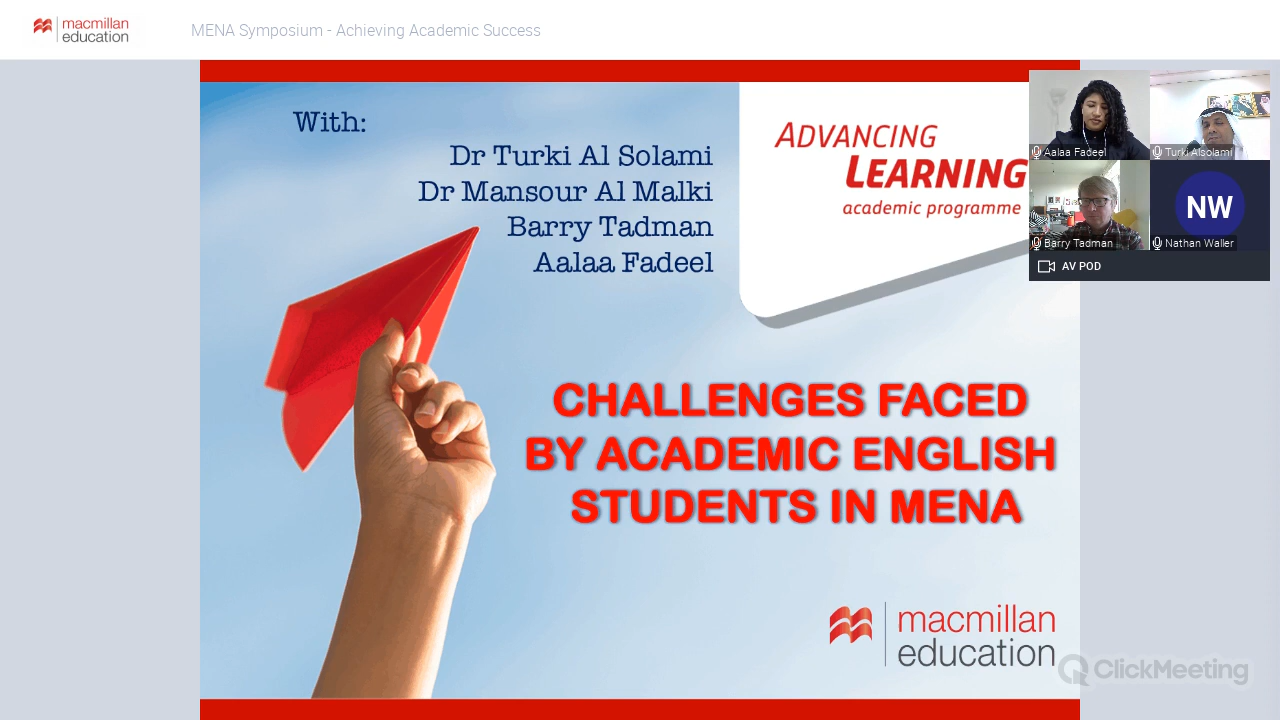 macmillan
education
MENA Symposium - Achieving Academic Success
With:
Dr Turki Al Solami
Dr Mansour Al Malki
Barry Tadman
Aalaa Fadeel
ADVANCING
LEARNING
academic programme
Aalaa Fadeel
Turki Alsolami
Barry Tadman
NW
Nathan Waller
AV POD
CHALLENGES FACED
BY ACADEMIC ENGLISH
STUDENTS IN MENA
macmillan
education
ClickMeeting